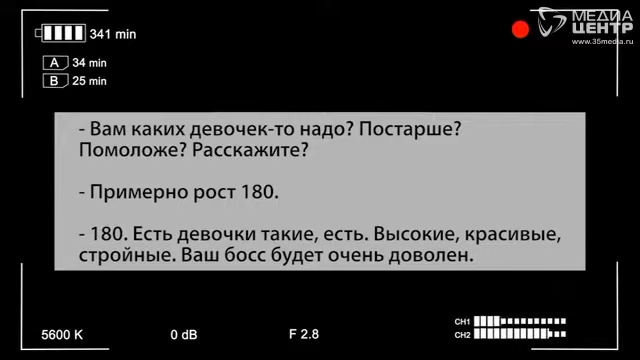 341 min
МЕДИА
ЦЕНТР
www.35media.ru
A 34 min
B 25 min
- Вам каких девочек-то надо? Постарше?
Помоложе? Расскажите?
- Примерно рост 180.
- 180. Есть девочки такие, есть. Высокие, красивые,
стройные. Ваш босс будет очень доволен.
5600 K
0 dB
F 2.8
CH1
CH2